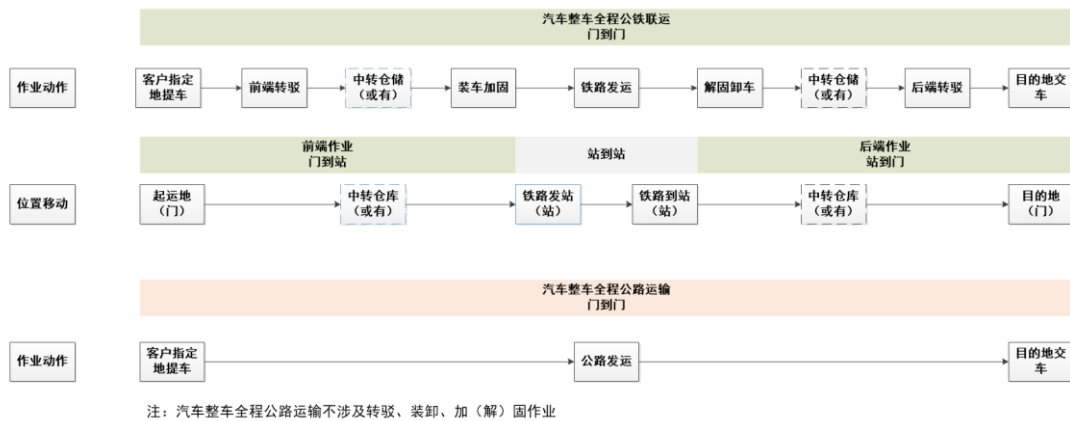 汽车整车全程公铁联运
门到门
作业动作
客户指定
地提车
前端转驳
中转仓储
（或有）
装车加固
铁路发运
解固卸车
中转仓储
（或有）
后端转驳
目的地交
车
前端作业
门到站
站到站
后端作业
站到门
位置移动
起运地
（门）
中转仓库
（或有）
铁路发站
（站）
铁路到站
（站）
中转仓库
（或有）
目的地
（门）
汽车整车全程公路运输
门到门
作业动作
客户指定
地提车
公路发运
目的地交
车
注：汽车整车全程公路运输不涉及转驳、装卸、加（解）固作业